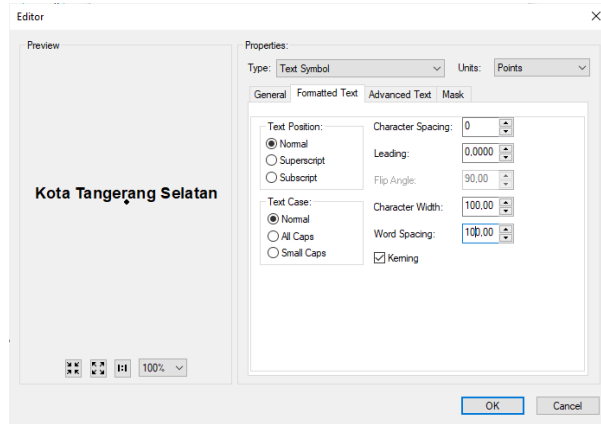 Editor
Preview
Kota Tangerang Selatan
1:1
100%
Properties:
Type: Text Symbol Units: Points
General Formatted Text Advanced Text Mask
Text Position:
Normal
Superscript
Subscript
Text Case:
Normal
All Caps
Small Caps
Character Spacing: 0
Leading: 0,0000
Flip Angle: 90,00
Character Width: 100,00
Word Spacing: 100,00
Kerning
OK Cancel